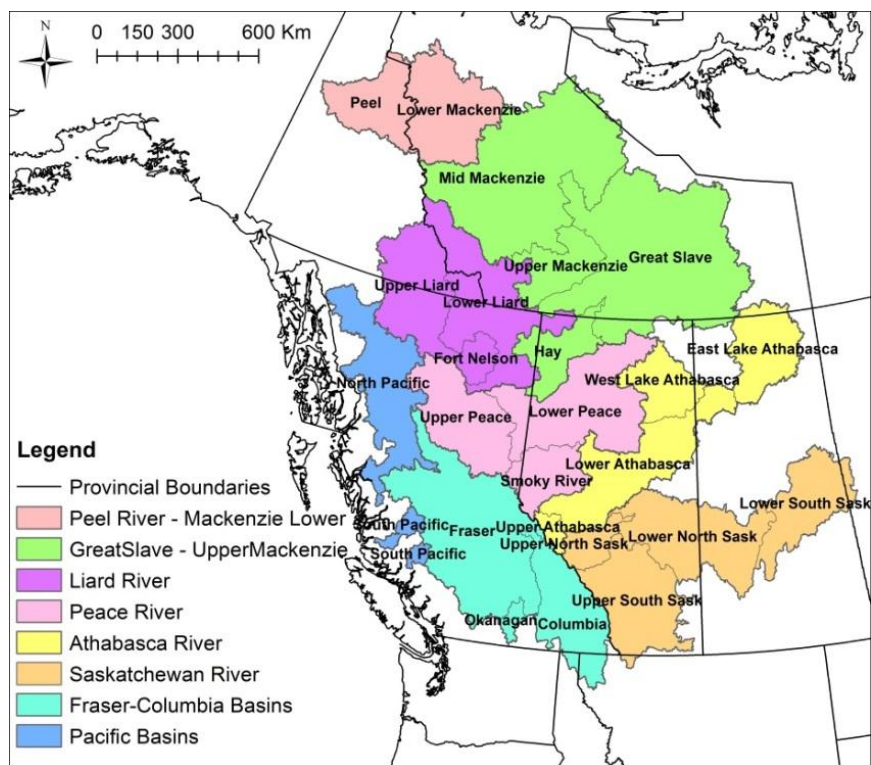 N
0 150 300 600 Km
Peel
Lower Mackenzie
Mid Mackenzie
Upper Mackenzie
Great Slave
Upper Liard
Lower Liard
Fort Nelson
Hay
East Lake Athabasca
West Lake Athabasca
North Pacific
Upper Peace
Lower Peace
Smoky River
Lower Athabasca
Lower South Sask
South Pacific
Fraser
Upper Athabasca
Lower North Sask
Upper North Sask
South Pacific
Upper South Sask
Okanagan
Columbia
Legend
Provincial Boundaries
Peel River - Mackenzie Lower
GreatSlave - UpperMackenzie
Liard River
Peace River
Athabasca River
Saskatchewan River
Fraser-Columbia Basins
Pacific Basins